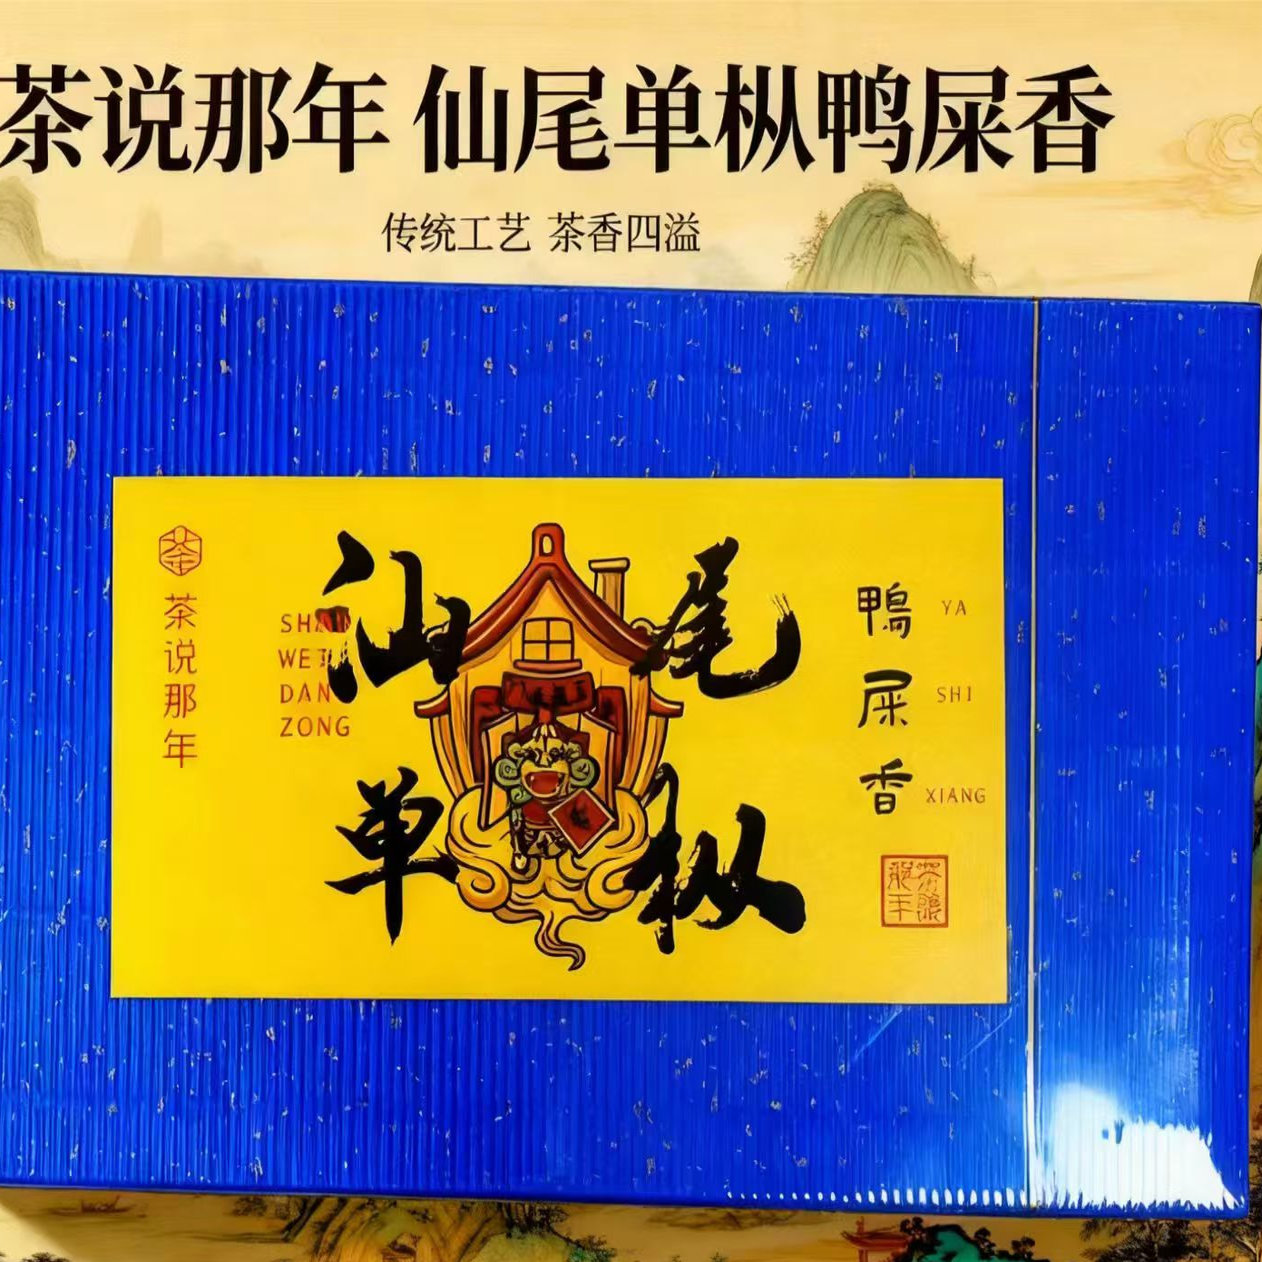 茶说那年 仙尾单枞鸭屎香
传统工艺 茶香四溢
茶说那年
SHAN
WEI
DAN
ZONG
仙尾
单枞
鸭屎香
YA
SHI
XIANG